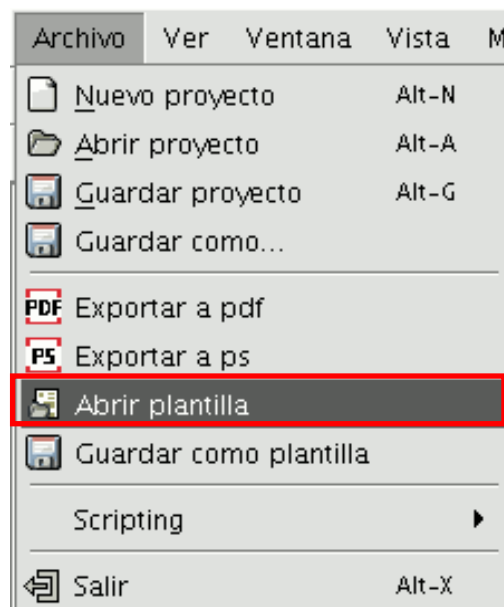 Archivo Ver Ventana Vista M
Nuevo proyecto Alt-N
Abrir proyecto Alt-A
Guardar proyecto Alt-G
Guardar como...
PDF Exportar a pdf
PS Exportar a ps
Abrir plantilla
Guardar como plantilla
Scripting
Salir Alt-X